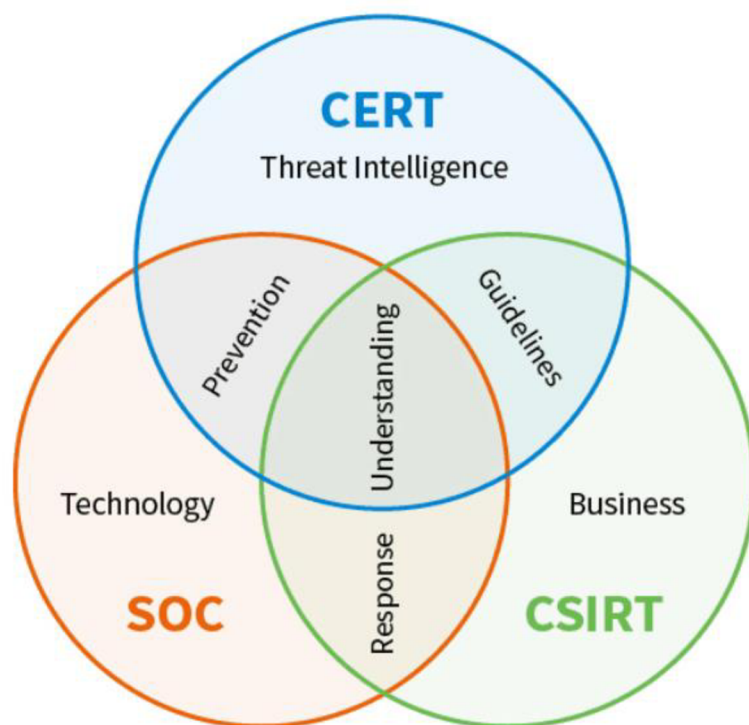 CERT
Threat Intelligence
Prevention
Understanding
Guidelines
Technology
Business
Response
SOC
CSIRT